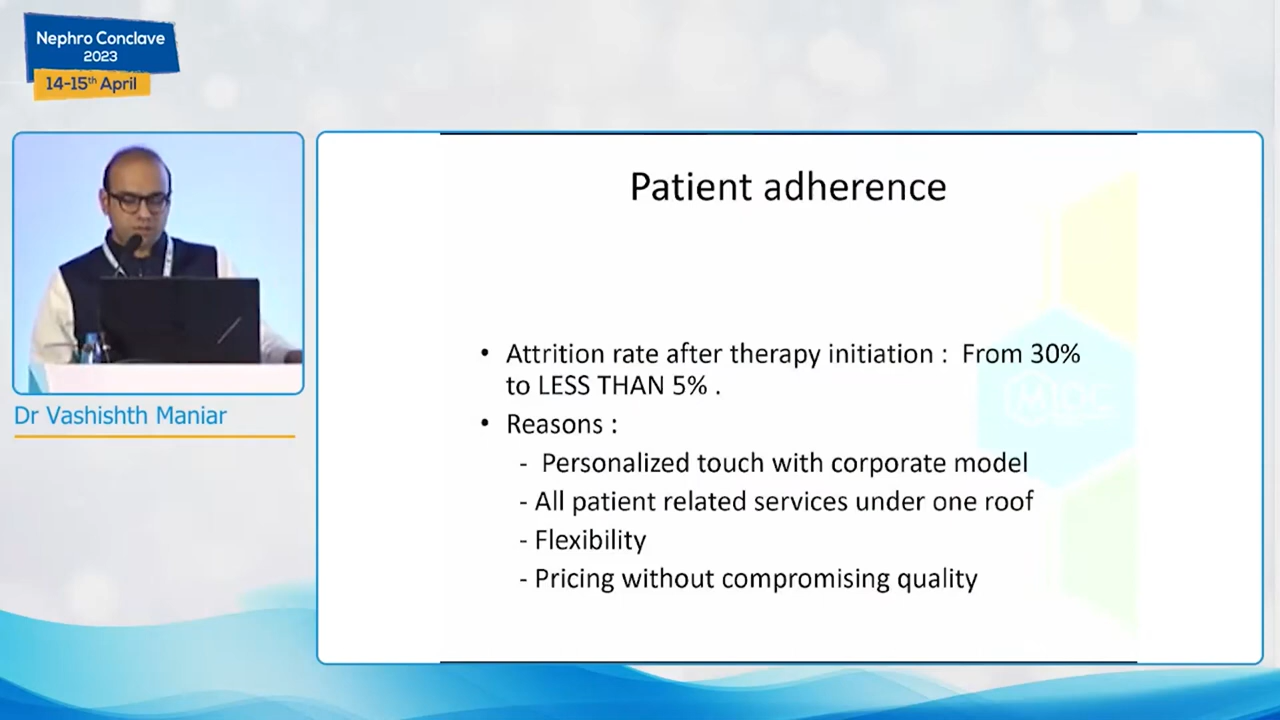 Nephro Conclave
2023
14-15th April
Dr Vashishth Maniar
Patient adherence
• Attrition rate after therapy initiation : From 30%
to LESS THAN 5% .
• Reasons :
- Personalized touch with corporate model
- All patient related services under one roof
- Flexibility
- Pricing without compromising quality
MOC